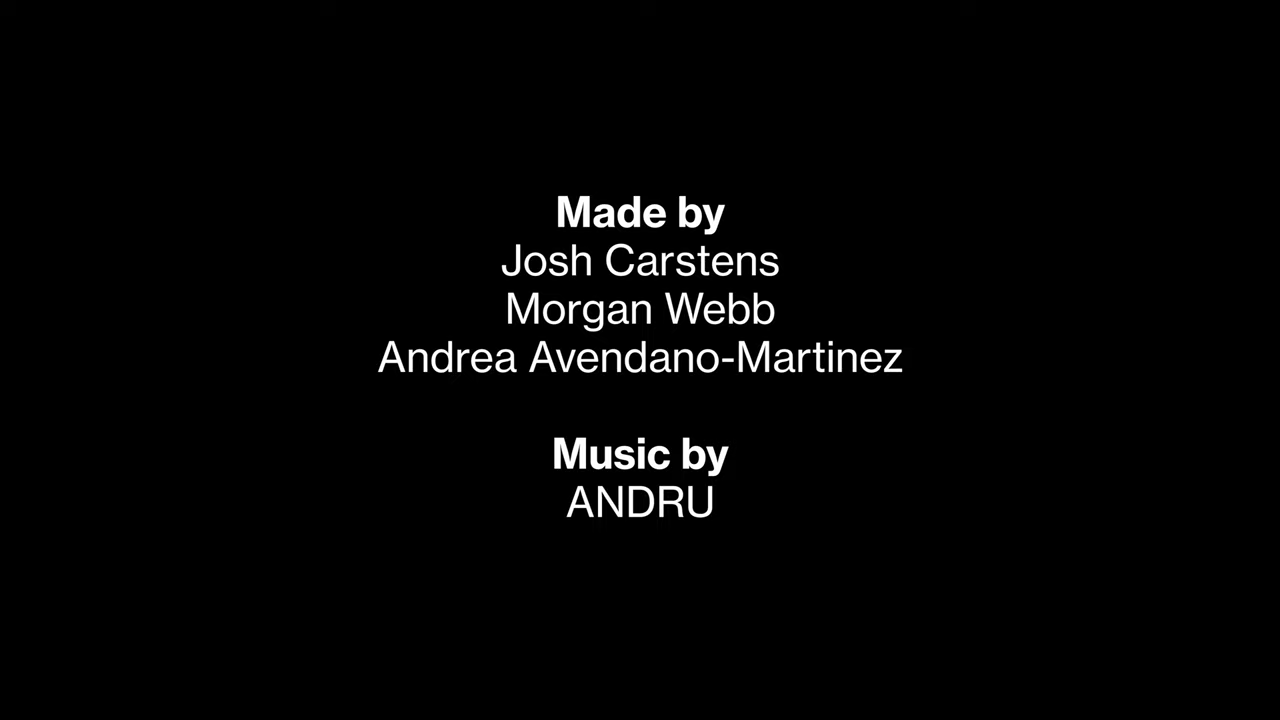 Made by
Josh Carstens
Morgan Webb
Andrea Avendano-Martinez
Music by
ANDRU